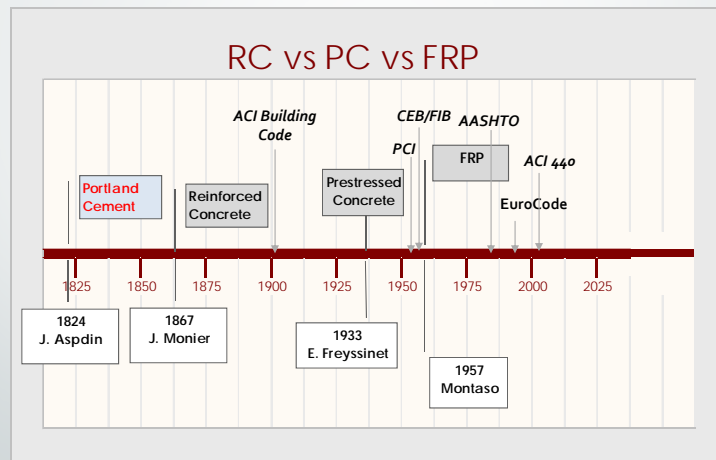 RC vs PC vs FRP
ACI Building
Code
CEB/FIB
AASHTO
PCI
FRP
ACI 440
Portland
Cement
Reinforced
Concrete
Prestressed
Concrete
EuroCode
1825
1850
1875
1900
1925
1950
1975
2000
2025
1824
J. Aspdin
1867
J. Monier
1933
E. Freyssinet
1957
Montaso